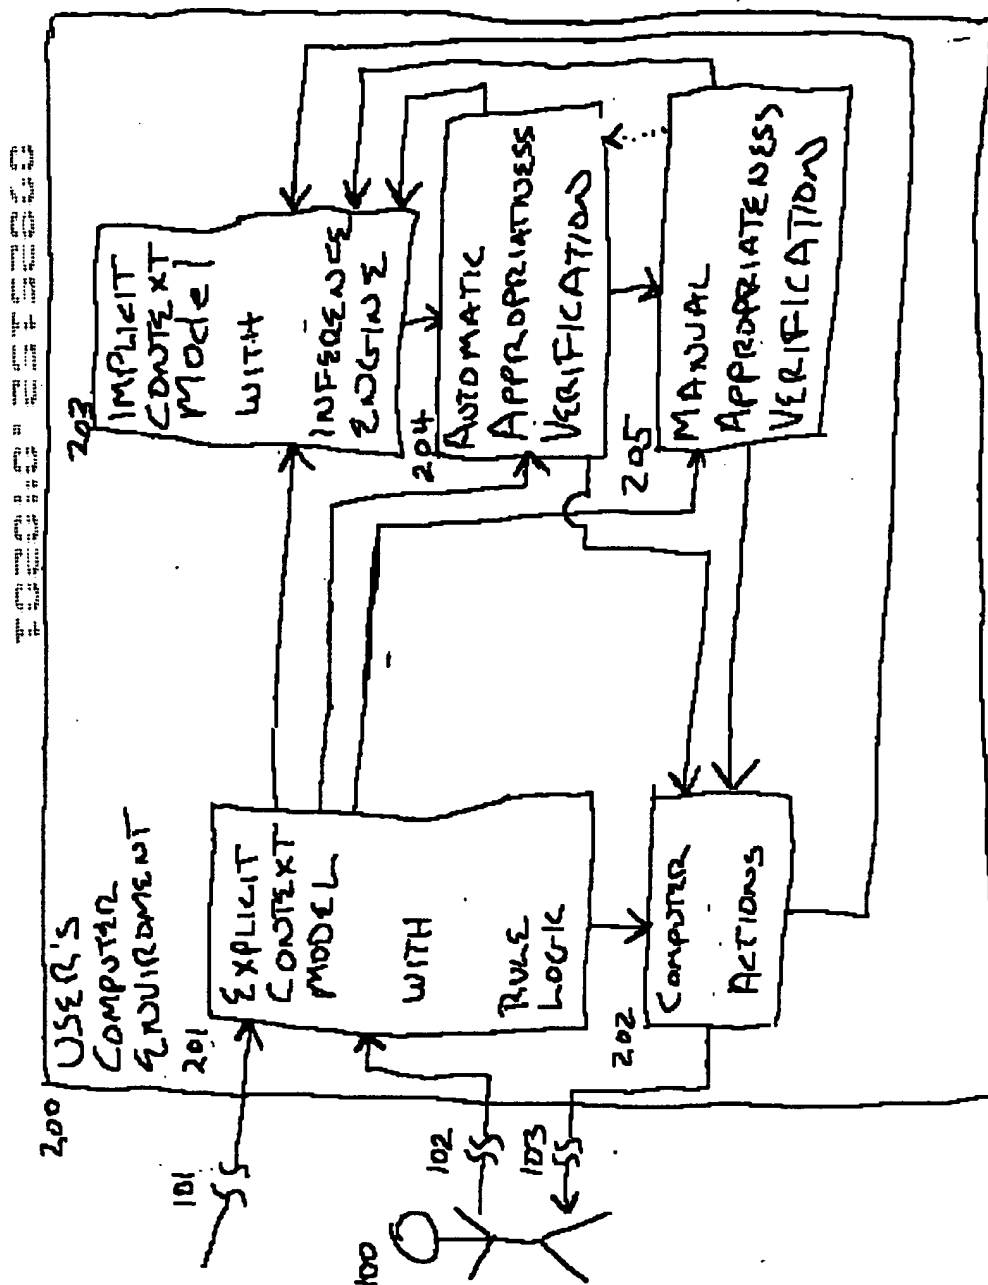 200
USER'S
COMPUTER
ENVIRONMENT
101
201
EXPLICIT
CONTEXT
MODEL
WITH
RULE
LOGIC
203
IMPLICIT
CONTEXT
Model
WITH
INFERENCE
ENGINE
204
AUTOMATIC
APPROPRIATNESS
VERIFICATION
205
MANUAL
APPROPRIATENESS
VERIFICATION
202
COMPUTER
ACTIONS
102
103
100